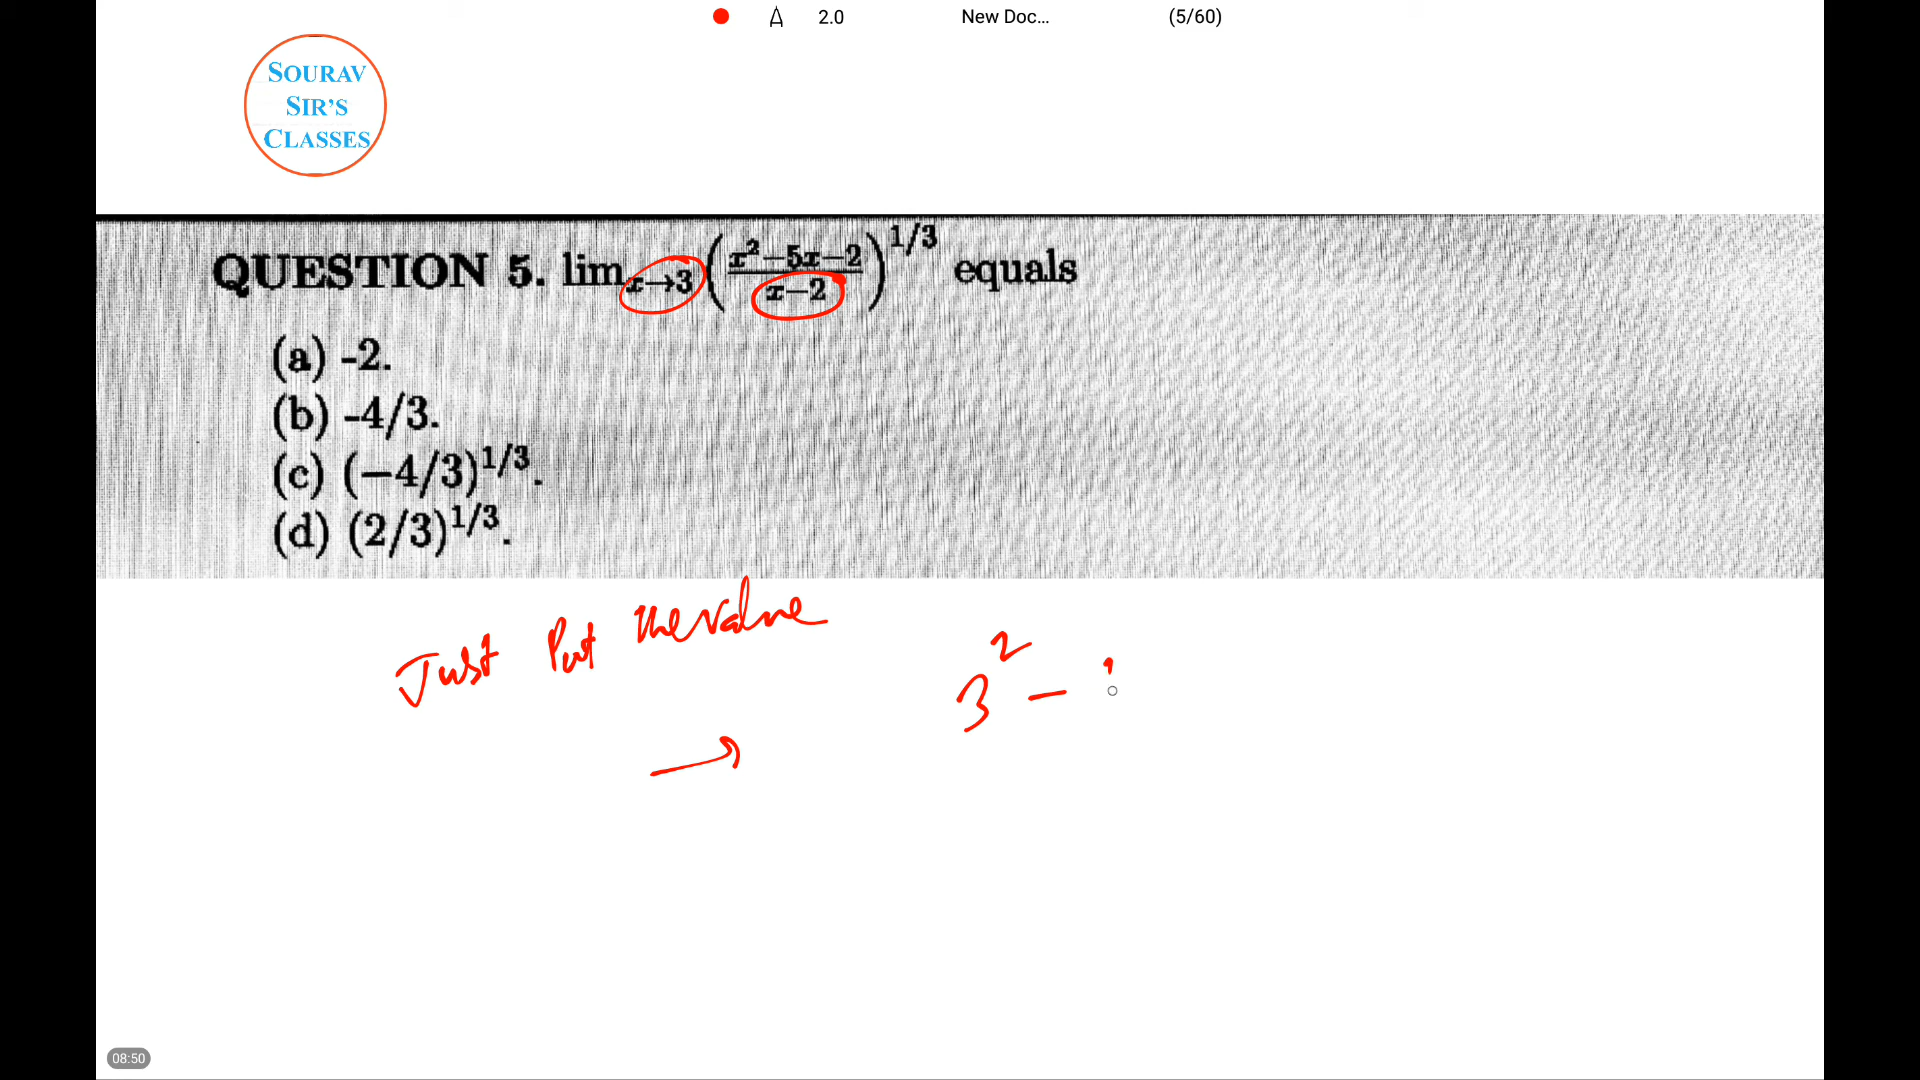 2.0 New Doc... (5/60)
SOURAV
SIR'S
CLASSES
QUESTION 5. lim x→3 ( (x²−5x−2)/(x−2) )^1/3 equals
(a) -2.
(b) -4/3.
(c) (−4/3)^1/3.
(d) (2/3)^1/3.
Just Put the value
→ 3² −
08:50